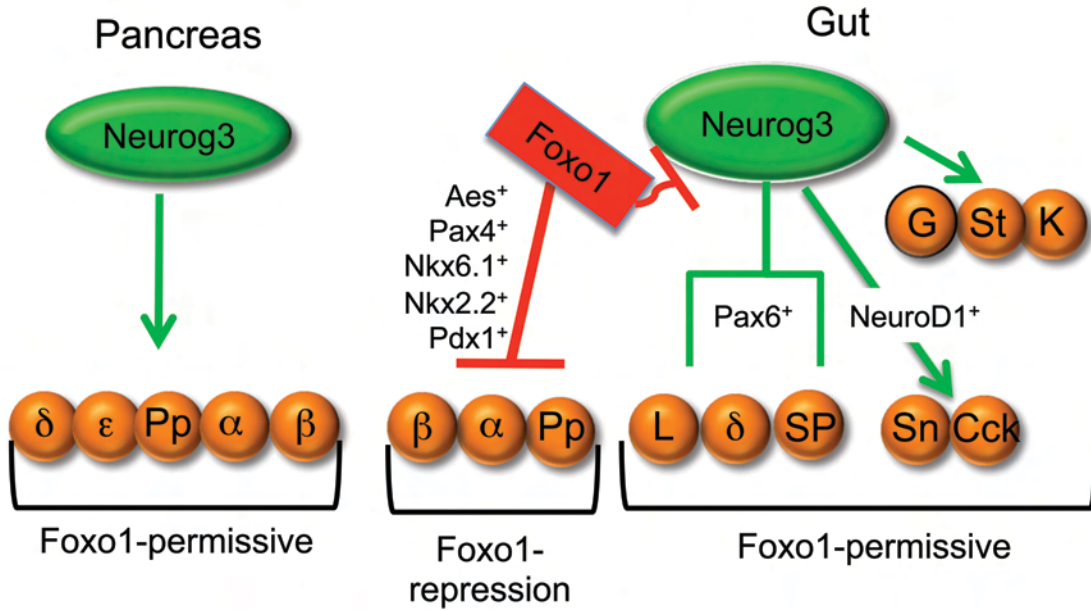 Pancreas
Gut
Neurog3
Foxo1
Neurog3
Aes⁺
Pax4⁺
Nkx6.1⁺
Nkx2.2⁺
Pdx1⁺
G St K
Pax6⁺
NeuroD1⁺
δ ε Pp α β
β α Pp
L δ SP
Sn Cck
Foxo1-permissive
Foxo1-
repression
Foxo1-permissive